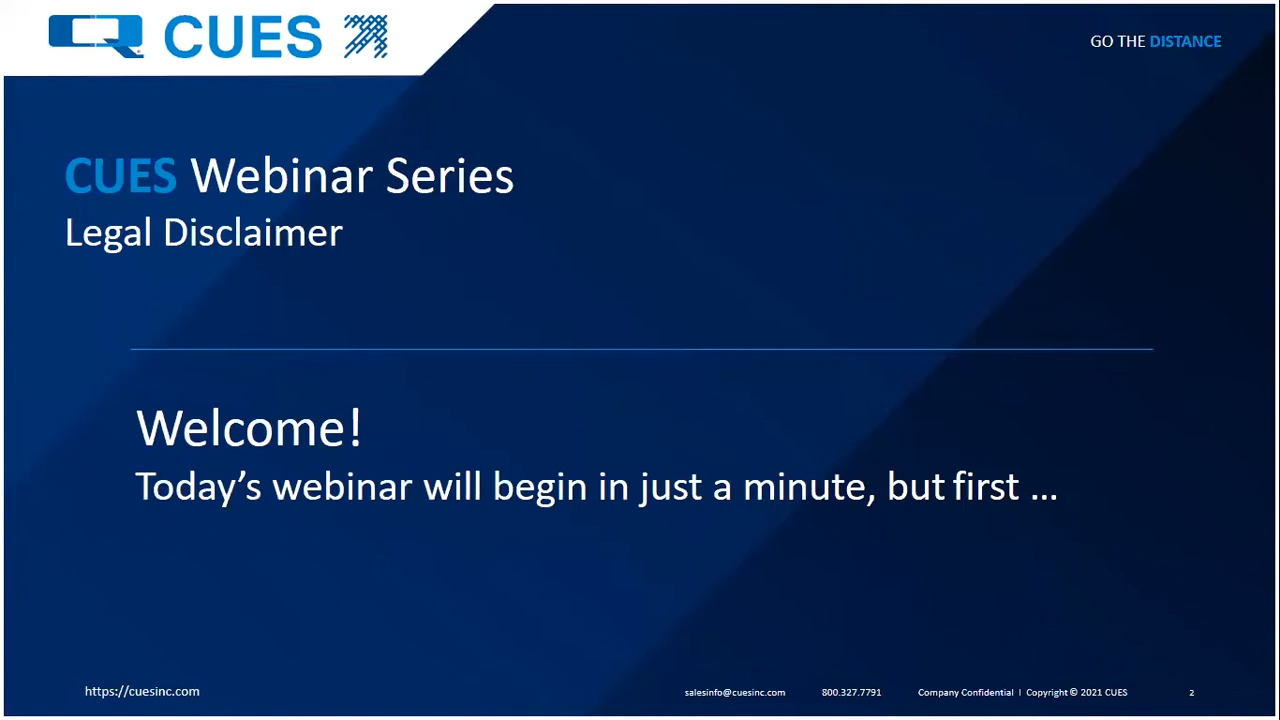 CUES
GO THE DISTANCE
CUES Webinar Series
Legal Disclaimer
Welcome!
Today's webinar will begin in just a minute, but first ...
https://cuesinc.com
salesinfo@cuesinc.com 800.327.7791 Company Confidential | Copyright © 2021 CUES 2